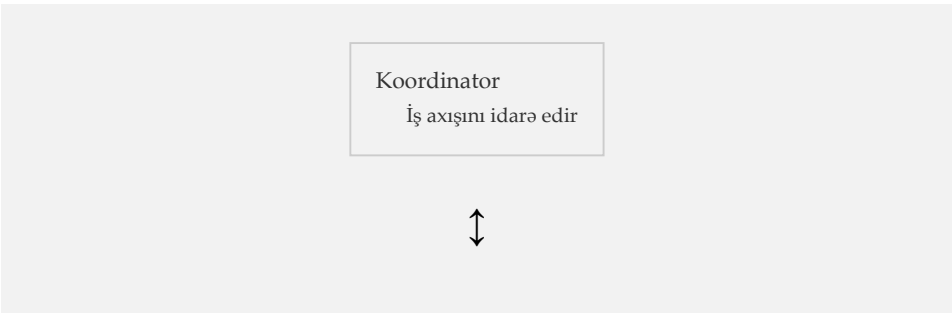 Koordinator
İş axışını idarə edir
↕